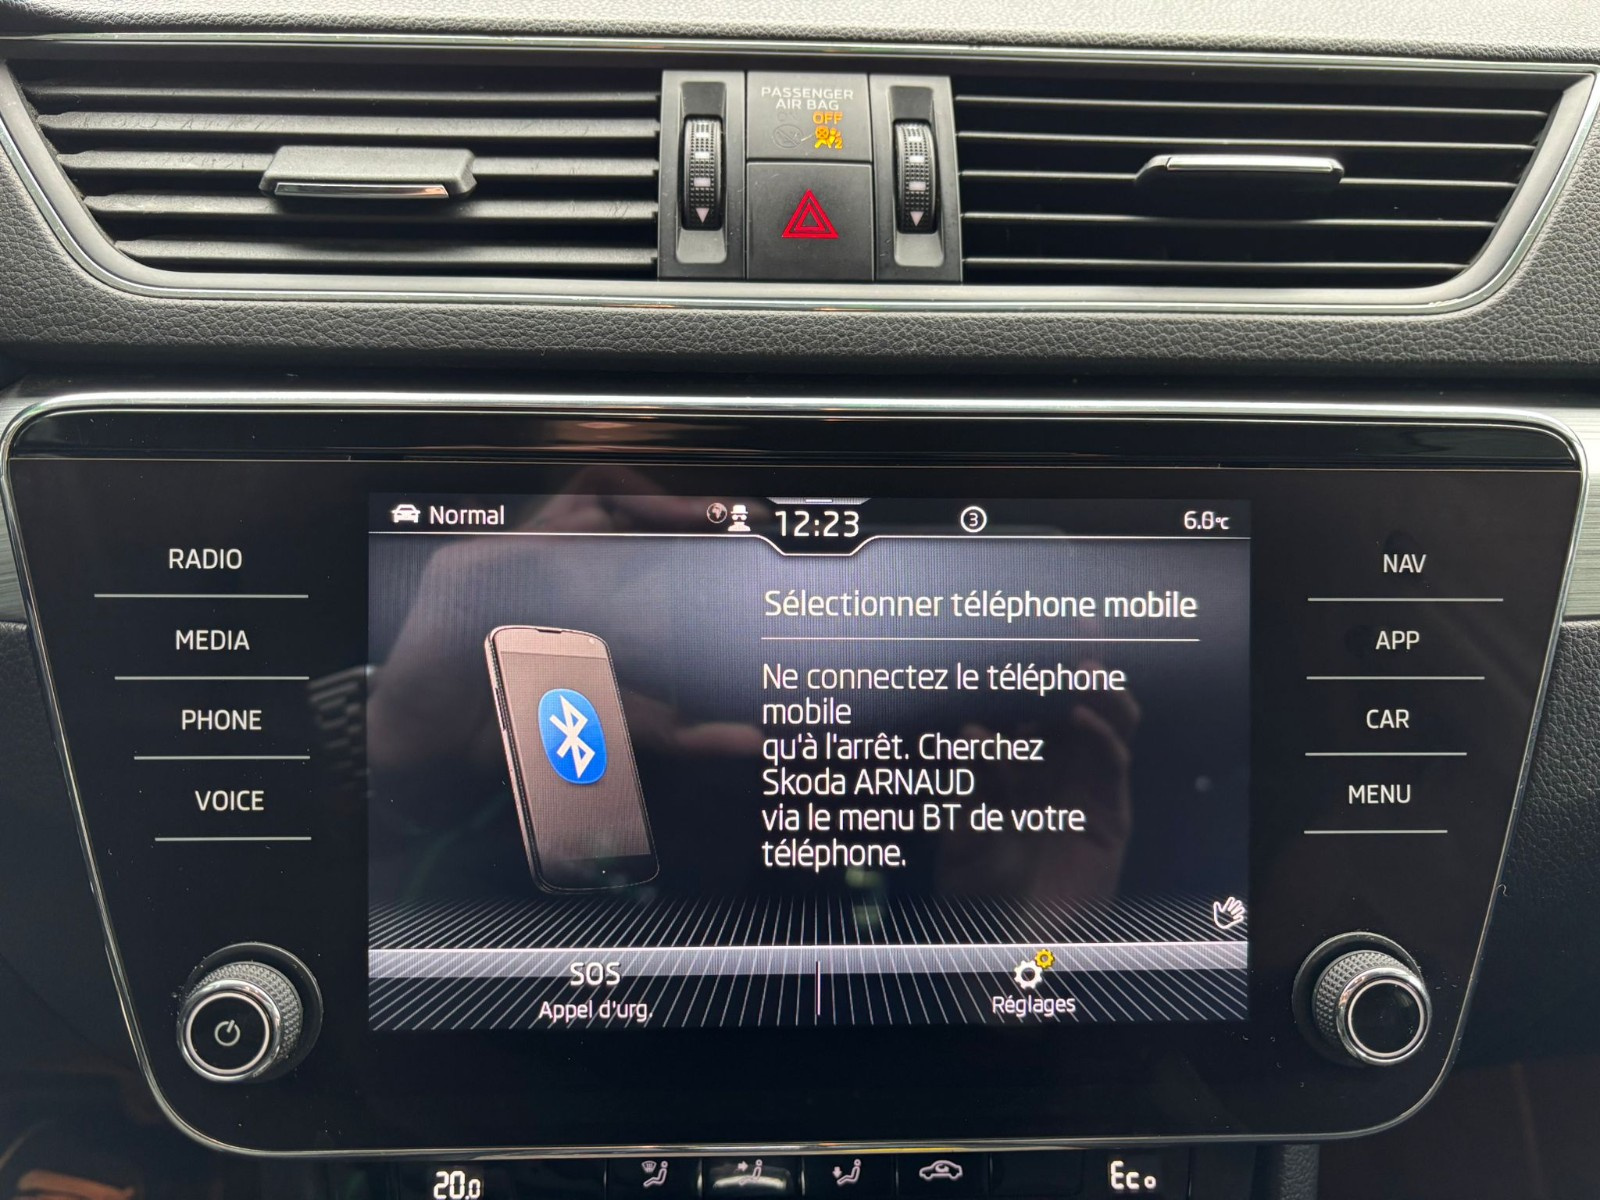 PASSENGER
AIR BAG
OFF
2
Normal
12:23
3
6.0°C
RADIO
MEDIA
PHONE
VOICE
NAV
APP
CAR
MENU
Sélectionner téléphone mobile
Ne connectez le téléphone
mobile
qu'à l'arrêt. Cherchez
Skoda ARNAUD
via le menu BT de votre
téléphone.
SOS
Appel d'urg.
Réglages
20.0
Eco